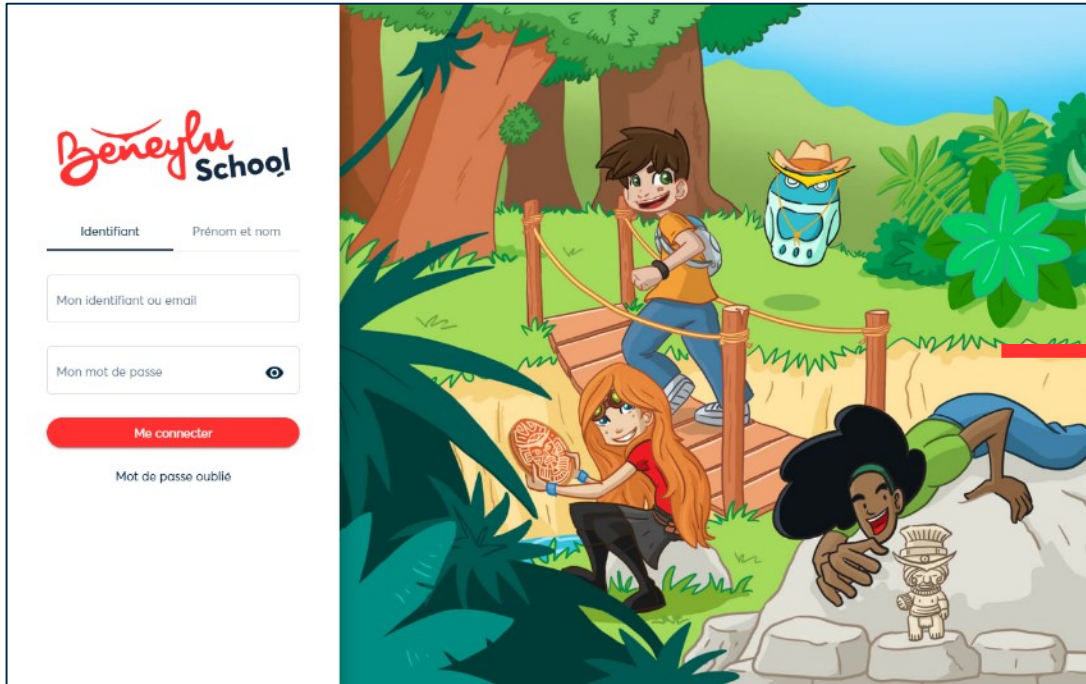 Beneylu
School
Identifiant Prénom et nom
Mon identifiant ou email
Mon mot de passe
Me connecter
Mot de passe oublié